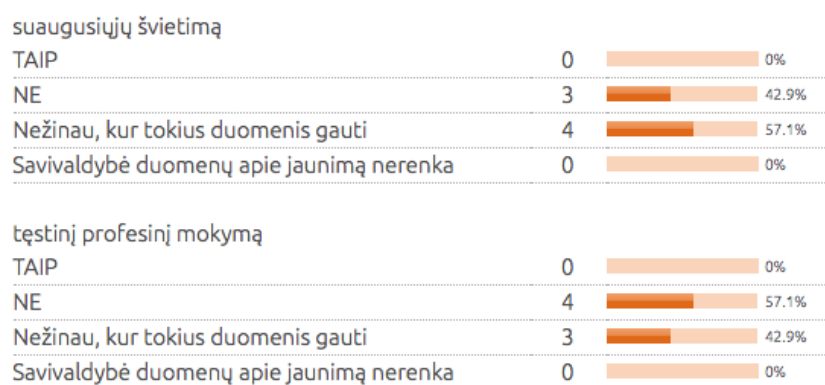 suaugusiųjų švietimą
TAIP 0 0%
NE 3 42.9%
Nežinau, kur tokius duomenis gauti 4 57.1%
Savivaldybė duomenų apie jaunimą nerenka 0 0%
tęstinį profesinį mokymą
TAIP 0 0%
NE 4 57.1%
Nežinau, kur tokius duomenis gauti 3 42.9%
Savivaldybė duomenų apie jaunimą nerenka 0 0%